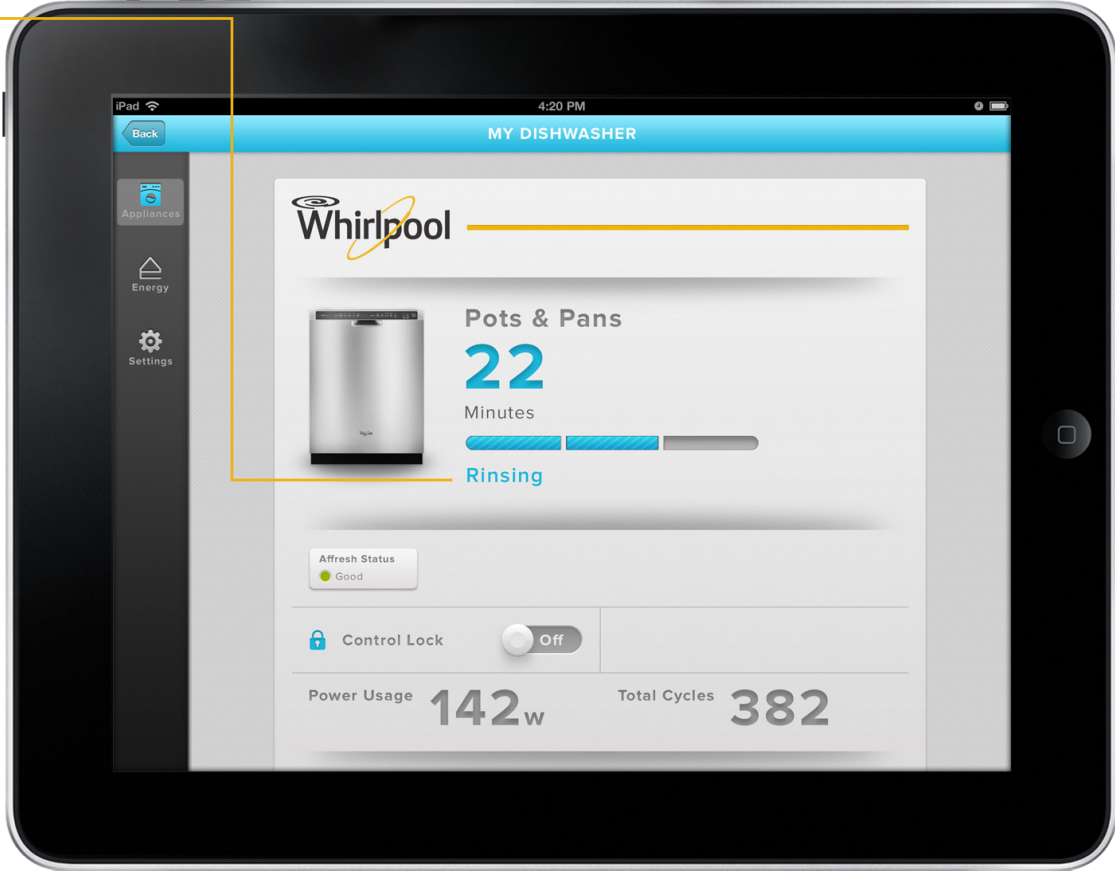 iPad
4:20 PM
Back
MY DISHWASHER
Appliances
Energy
Settings
Whirlpool
Pots & Pans
22
Minutes
Rinsing
Affresh Status
Good
Control Lock
Off
Power Usage
142w
Total Cycles
382